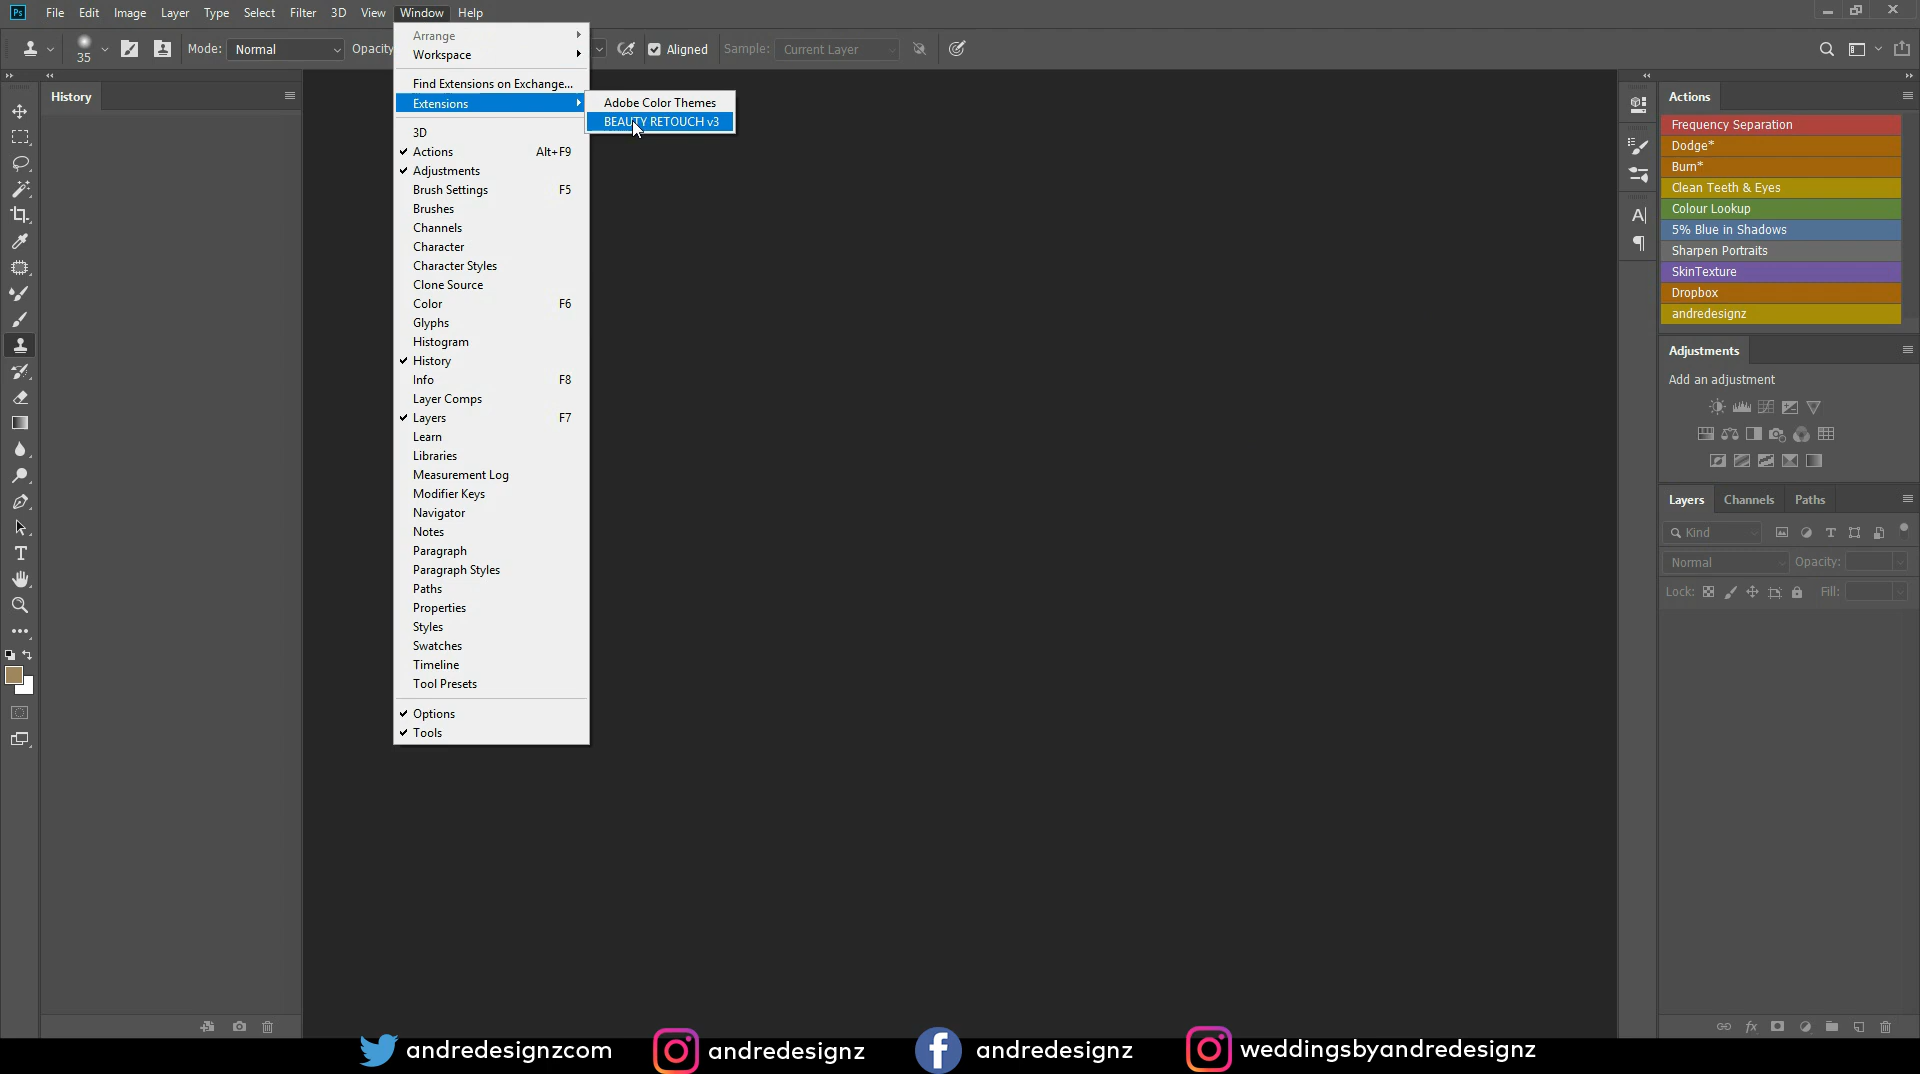 Ps File Edit Image Layer Type Select Filter 3D View Window Help
35 Mode: Normal Opacity Aligned Sample: Current Layer
History
Arrange
Workspace
Find Extensions on Exchange...
Extensions
Adobe Color Themes
BEAUTY RETOUCH v3
3D
Actions Alt+F9
Adjustments
Brush Settings F5
Brushes
Channels
Character
Character Styles
Clone Source
Color F6
Glyphs
Histogram
History
Info F8
Layer Comps
Layers F7
Learn
Libraries
Measurement Log
Modifier Keys
Navigator
Notes
Paragraph
Paragraph Styles
Paths
Properties
Styles
Swatches
Timeline
Tool Presets
Options
Tools
Actions
Frequency Separation
Dodge*
Burn*
Clean Teeth & Eyes
Colour Lookup
5% Blue in Shadows
Sharpen Portraits
SkinTexture
Dropbox
andredesignz
Adjustments
Add an adjustment
Layers Channels Paths
Kind
Normal Opacity:
Lock: Fill:
andredesignzcom andredesignz andredesignz weddingsbyandredesignz